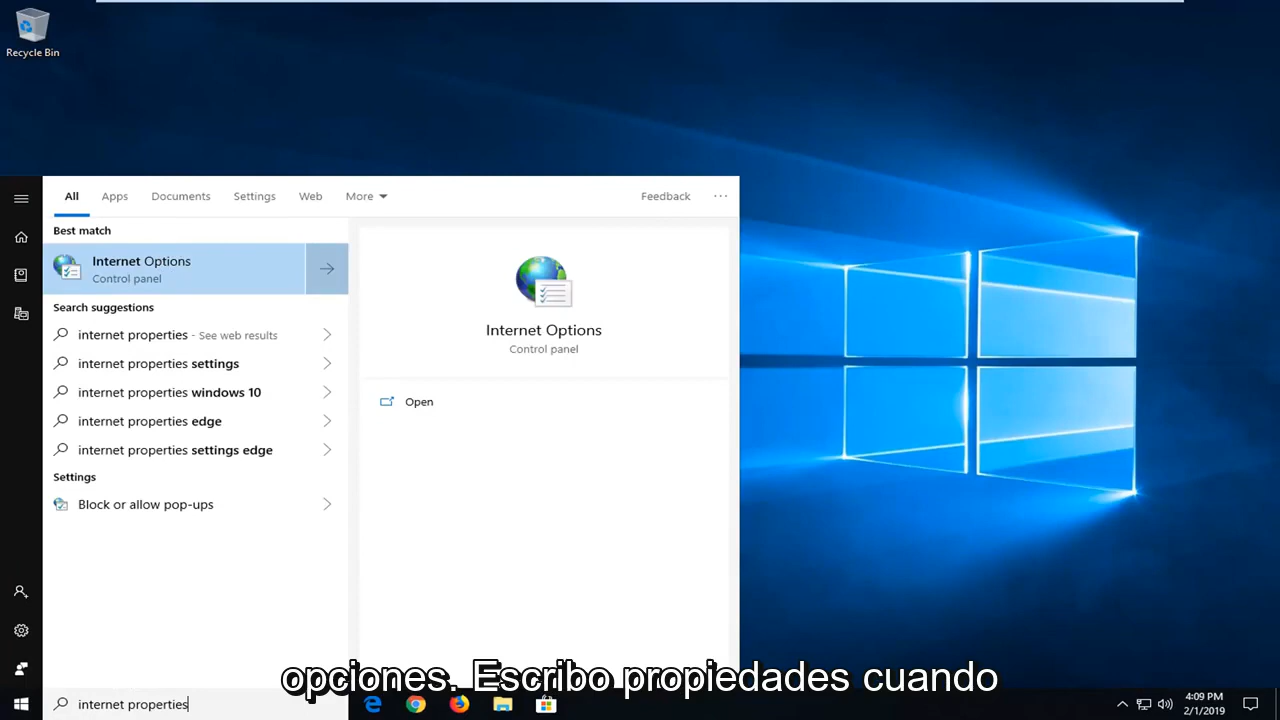 Recycle Bin
All Apps Documents Settings Web More Feedback ...
Best match
Internet Options
Control panel
Search suggestions
internet properties - See web results
internet properties settings
internet properties windows 10
internet properties edge
internet properties settings edge
Settings
Block or allow pop-ups
Internet Options
Control panel
Open
opciones. Escribo propiedades cuando
internet properties
4:09 PM
2/1/2019